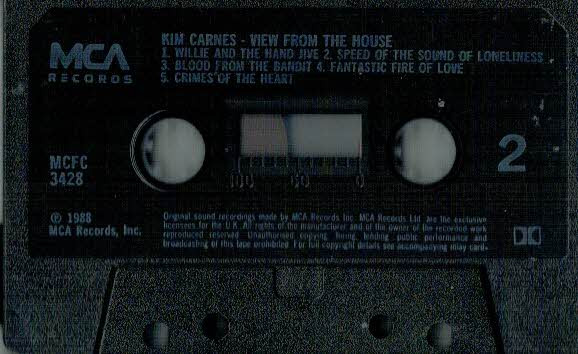 MCA
RECORDS
KIM CARNES - VIEW FROM THE HOUSE
1. WILLIE AND THE HAND JIVE 2. SPEED OF THE SOUND OF LONELINESS
3. BLOOD FROM THE BANDIT 4. FANTASTIC FIRE OF LOVE
5. CRIMES OF THE HEART
MCFC
3428
100 50 0
2
℗ 1988
MCA Records, Inc.
Original sound recordings made by MCA Records Inc. MCA Records Ltd. are the exclusive
licensees for the U.K. All rights of the manufacturer and of the owner of the recorded work
reproduced reserved. Unauthorised copying, hiring, lending, public performance and
broadcasting of this tape prohibited. For full copyright details see accompanying inlay card.